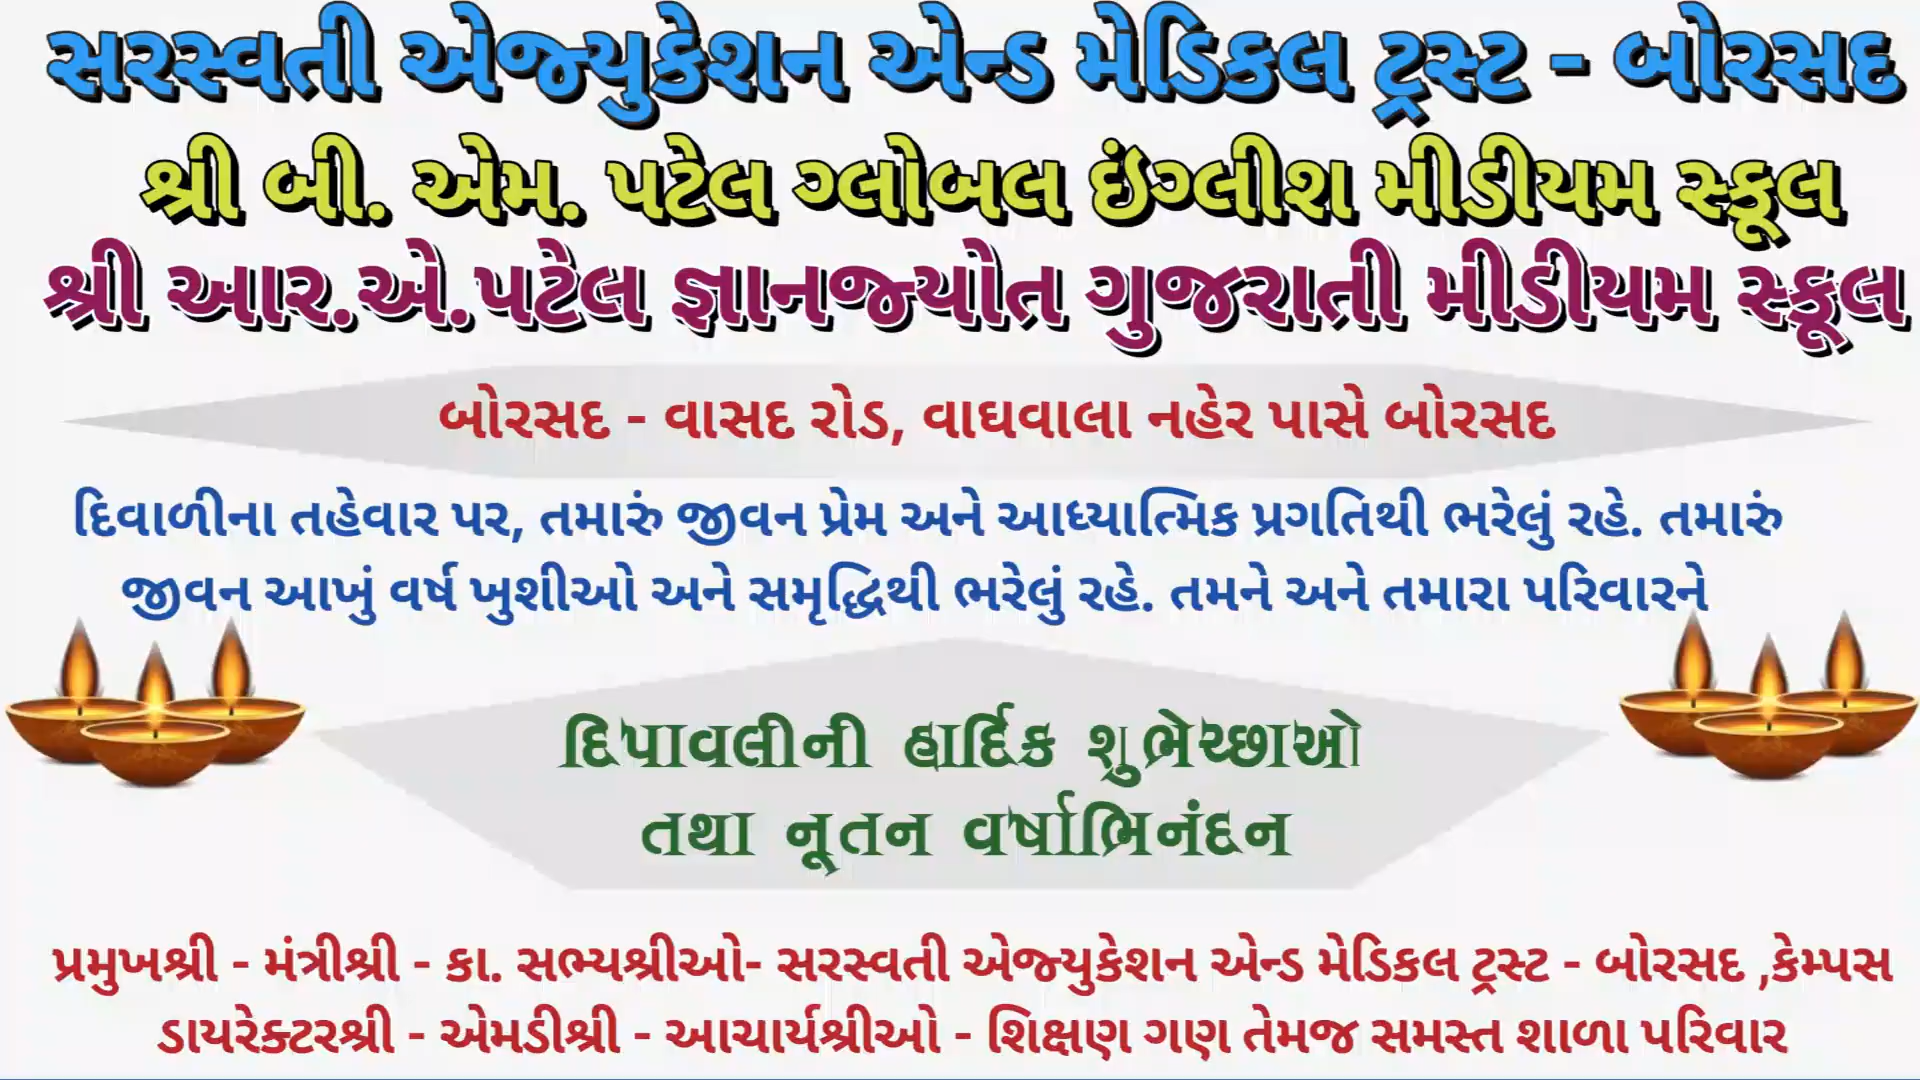 સરસ્વતી એજ્યુકેશન એન્ડ મેડિકલ ટ્રસ્ટ - બોરસદ
શ્રી બી. એમ. પટેલ ગ્લોબલ ઇંગ્લીશ મીડીયમ સ્કૂલ
શ્રી આર.એ.પટેલ જ્ઞાનજ્યોત ગુજરાતી મીડીયમ સ્કૂલ
બોરસદ - વાસદ રોડ, વાઘવાલા નહેર પાસે બોરસદ
દિવાળીના તહેવાર પર, તમારું જીવન પ્રેમ અને આધ્યાત્મિક પ્રગતિથી ભરેલું રહે. તમારું
જીવન આખું વર્ષ ખુશીઓ અને સમૃદ્ધિથી ભરેલું રહે. તમને અને તમારા પરિવારને
દિપાવલીની હાર્દિક શુભેચ્છાઓ
તથા નૂતન વર્ષાભિનંદન
પ્રમુખશ્રી - મંત્રીશ્રી - કા. સભ્યશ્રીઓ- સરસ્વતી એજ્યુકેશન એન્ડ મેડિકલ ટ્રસ્ટ - બોરસદ ,કેમ્પસ
ડાયરેક્ટરશ્રી - એમડીશ્રી - આચાર્યશ્રીઓ - શિક્ષણ ગણ તેમજ સમસ્ત શાળા પરિવાર